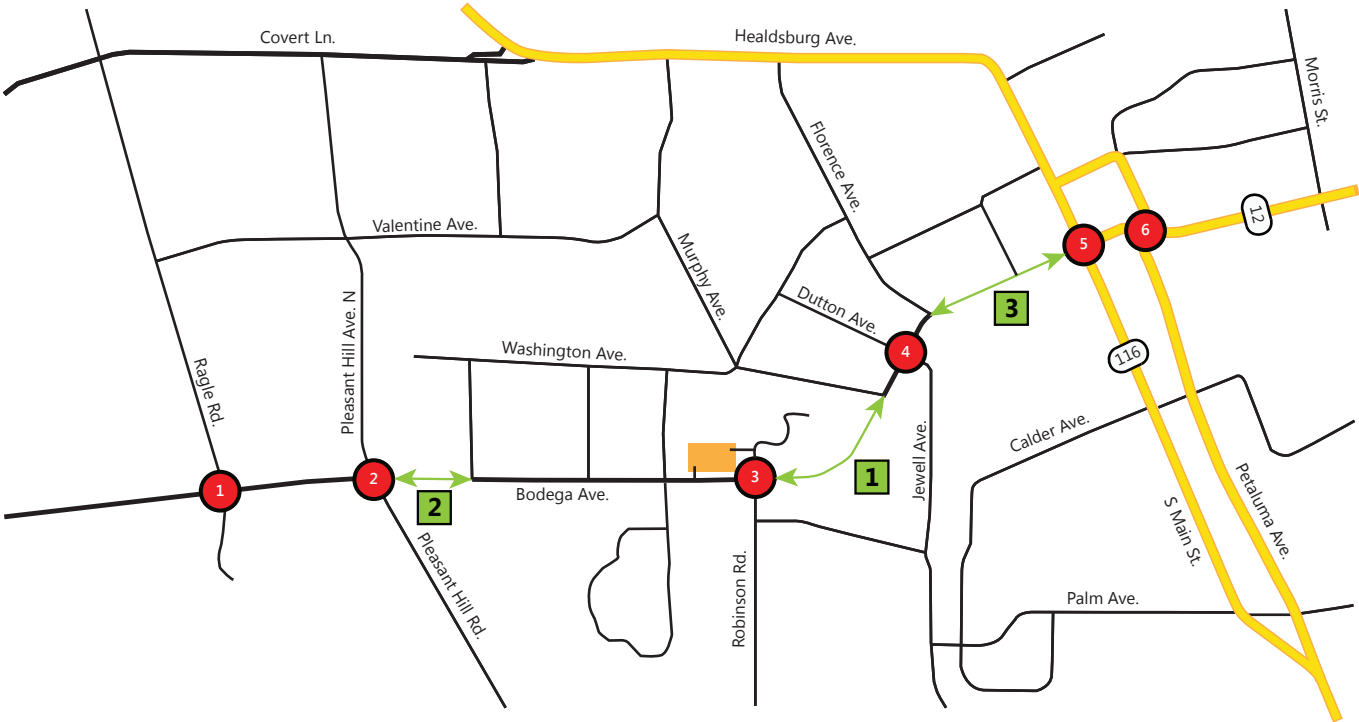 Covert Ln.
Healdsburg Ave.
Morris St.
Florence Ave.
Valentine Ave.
Murphy Ave.
12
5
6
Pleasant Hill Ave. N
Dutton Ave.
3
4
Washington Ave.
116
Ragle Rd.
Calder Ave.
Jewell Ave.
1
2
3
1
2
Bodega Ave.
Petaluma Ave.
S Main St.
Pleasant Hill Rd.
Robinson Rd.
Palm Ave.